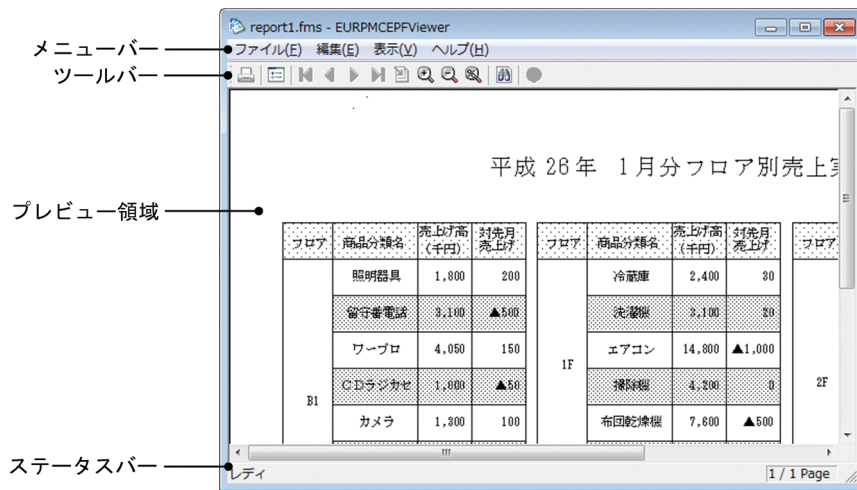 report1.fms - EURPMCEPFViewer
メニューバー
ファイル(F) 編集(E) 表示(V) ヘルプ(H)
ツールバー
平成 26年 1月分フロア別売上実
プレビュー領域
フロア 商品分類名 売上げ高(千円) 対先月売上げ フロア 商品分類名 売上げ高(千円) 対先月売上げ フロア
照明器具 1,800 200 冷蔵庫 2,400 30
留守番電話 3,100 ▲500 洗濯機 3,100 20
ワープロ 4,050 150 エアコン 14,800 ▲1,000
1F
CDラジカセ 1,000 ▲50 掃除機 4,200 0 2F
B1
カメラ 1,300 100 布団乾燥機 7,600 ▲500
ステータスバー
レディ 1 / 1 Page